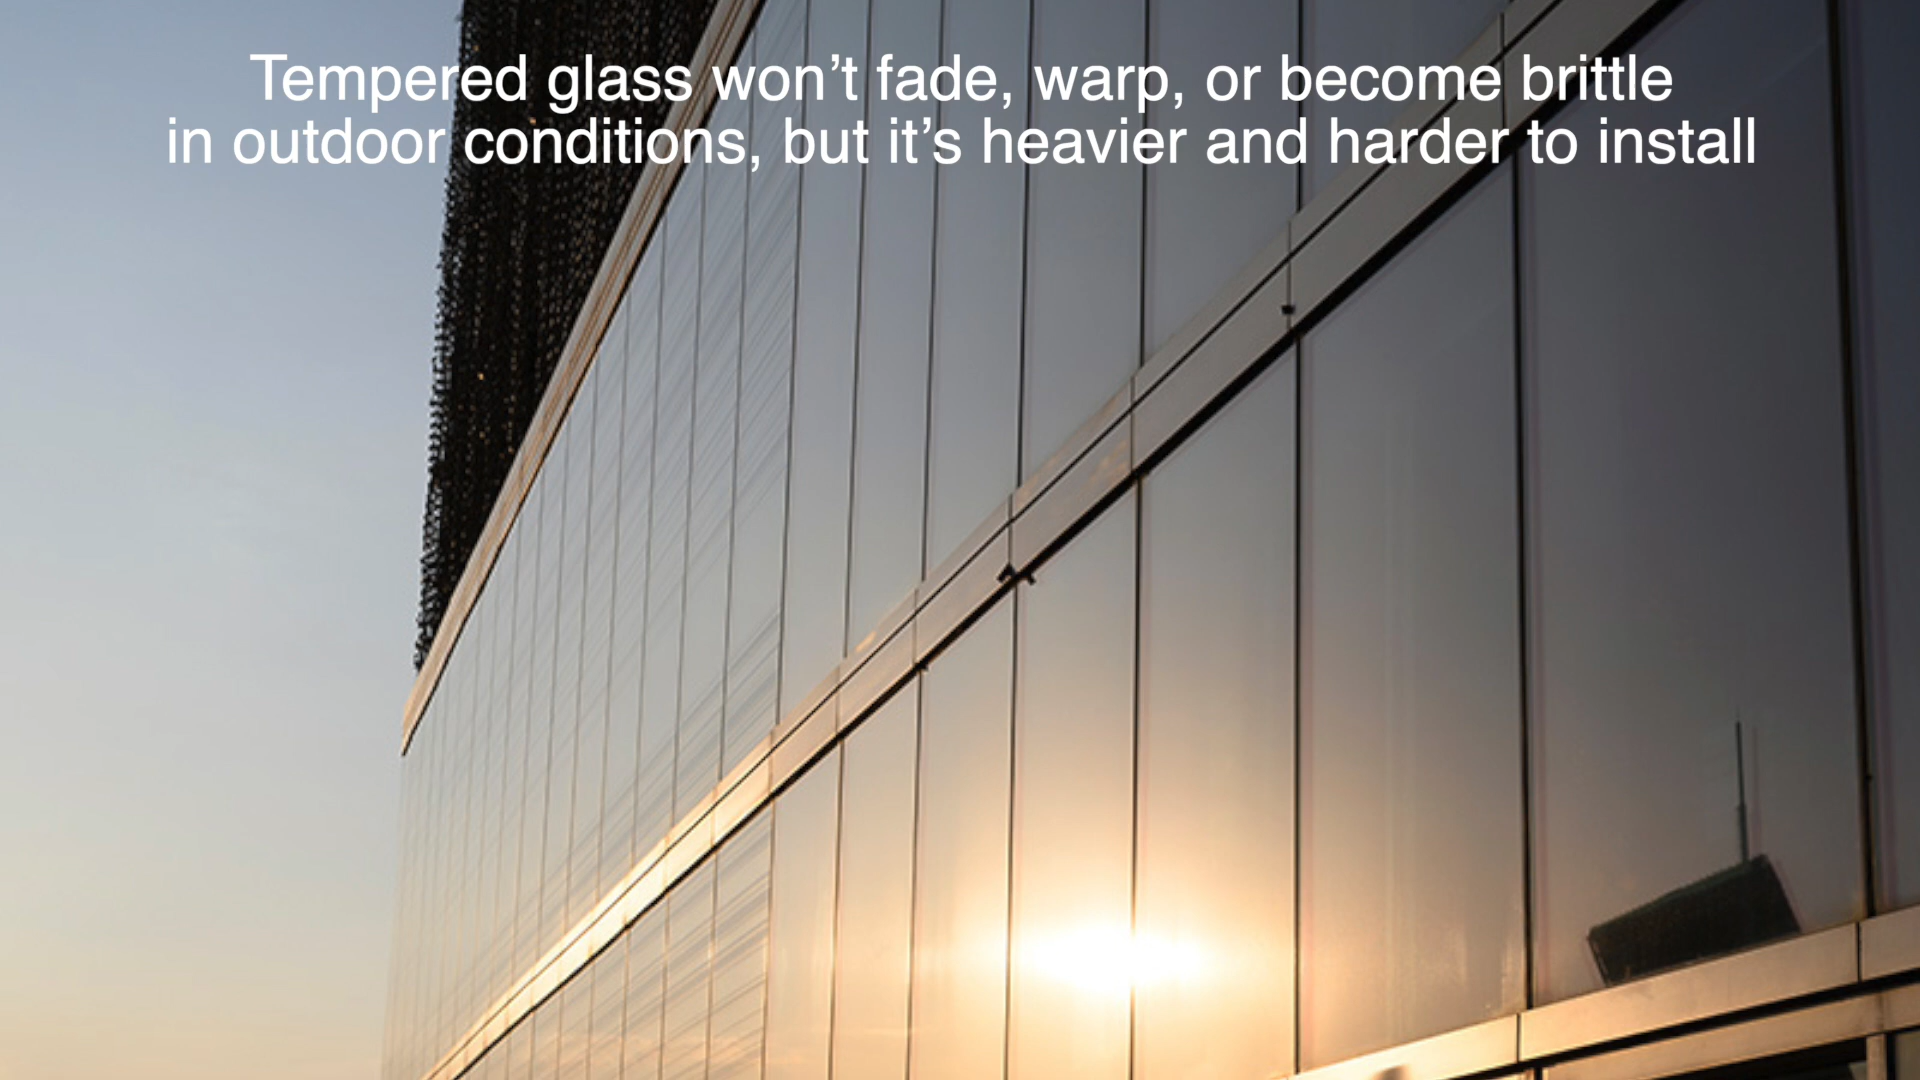 Tempered glass won’t fade, warp, or become brittle
in outdoor conditions, but it’s heavier and harder to install